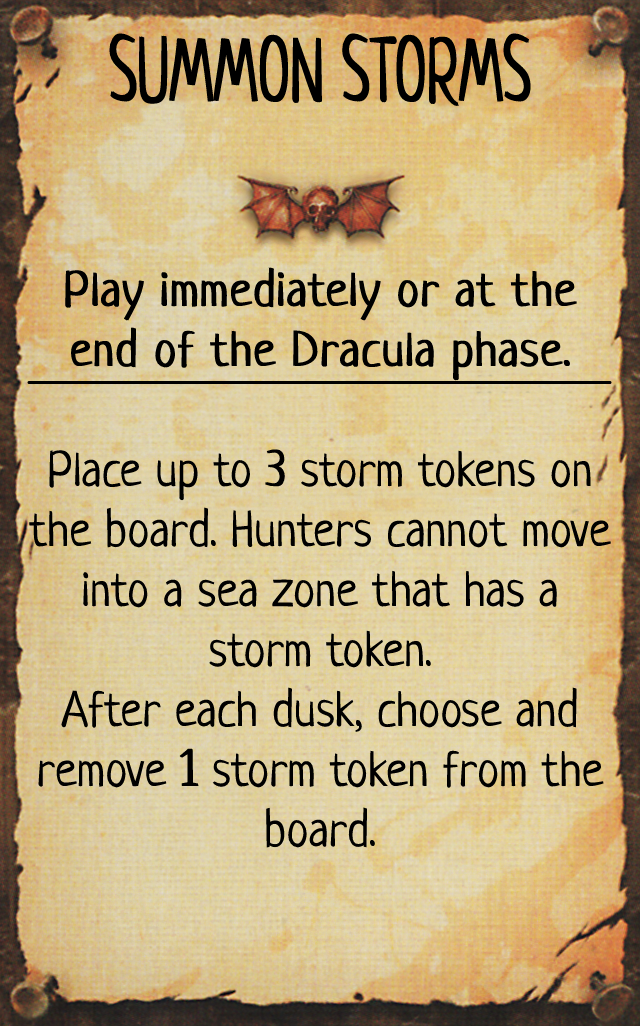 SUMMON STORMS
Play immediately or at the
end of the Dracula phase.
Place up to 3 storm tokens on
the board. Hunters cannot move
into a sea zone that has a
storm token.
After each dusk, choose and
remove 1 storm token from the
board.